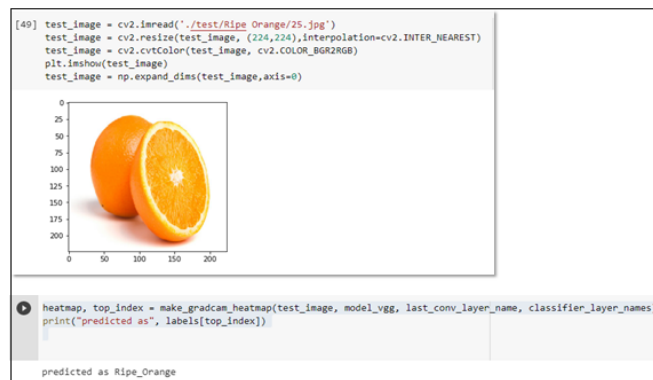 [49] test_image = cv2.imread('./test/Ripe Orange/25.jpg')
test_image = cv2.resize(test_image, (224,224),interpolation=cv2.INTER_NEAREST)
test_image = cv2.cvtColor(test_image, cv2.COLOR_BGR2RGB)
plt.imshow(test_image)
test_image = np.expand_dims(test_image,axis=0)
0
25
50
75
100
125
150
175
200
0 50 100 150 200
heatmap, top_index = make_gradcam_heatmap(test_image, model_vgg, last_conv_layer_name, classifier_layer_names
print("predicted as", labels[top_index])
predicted as Ripe_Orange